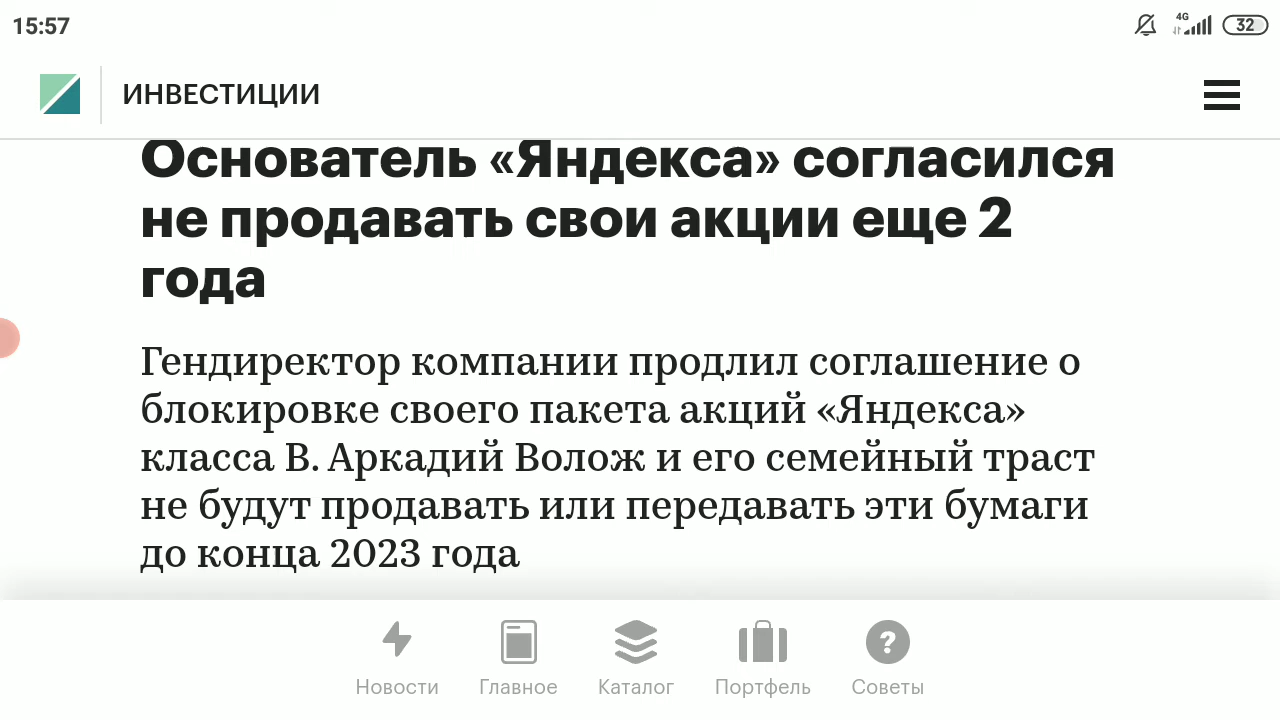 15:57
4G
32
ИНВЕСТИЦИИ
Основатель «Яндекса» согласился
не продавать свои акции еще 2
года
Гендиректор компании продлил соглашение о
блокировке своего пакета акций «Яндекса»
класса В. Аркадий Волож и его семейный траст
не будут продавать или передавать эти бумаги
до конца 2023 года
?
Новости Главное Каталог Портфель Советы